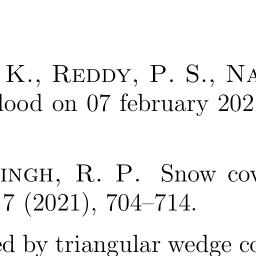 K., REDDY, P. S., NA
lood on 07 february 202
INGH, R. P. Snow cov
7 (2021), 704–714.
ed by triangular wedge co